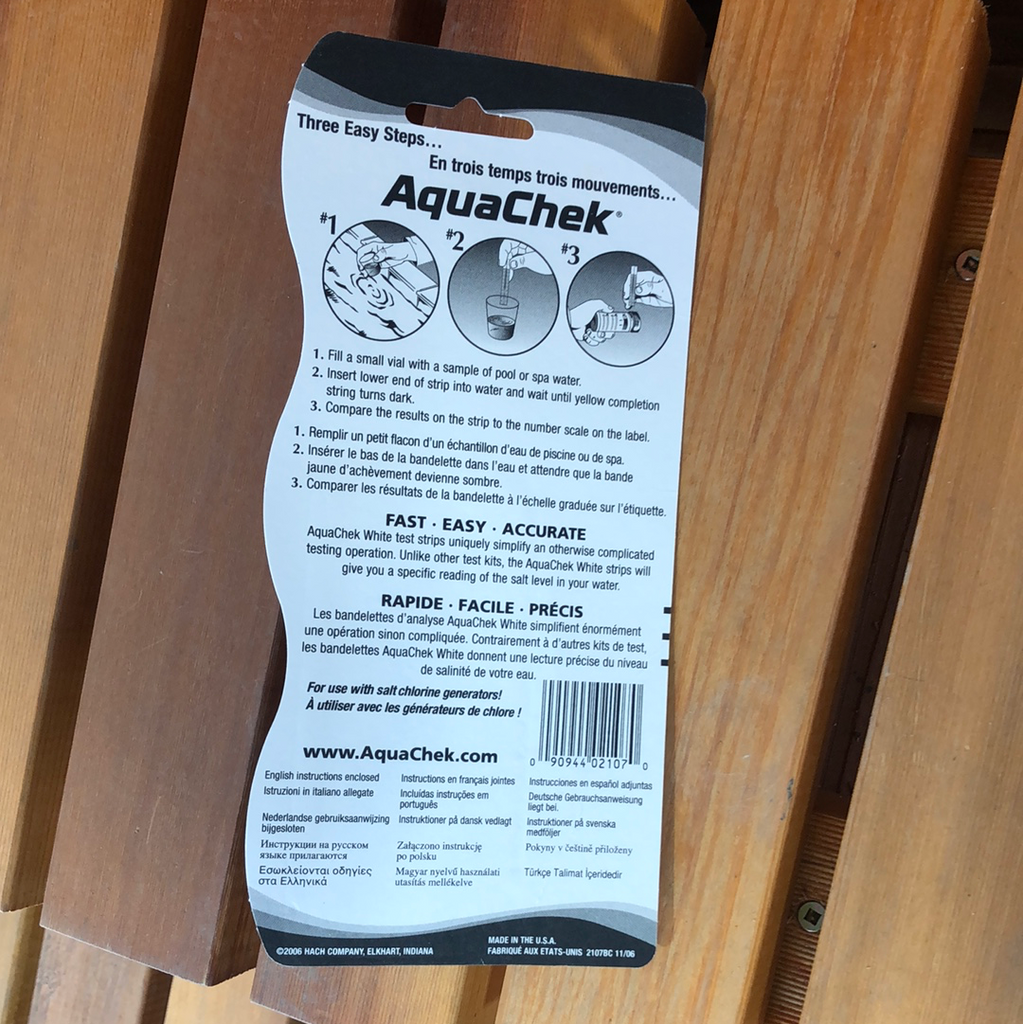 Three Easy Steps...
En trois temps trois mouvements...
AquaChek®
#1
#2
#3
1. Fill a small vial with a sample of pool or spa water.
2. Insert lower end of strip into water and wait until yellow completion
string turns dark.
3. Compare the results on the strip to the number scale on the label.
1. Remplir un petit flacon d'un échantillon d'eau de piscine ou de spa.
2. Insérer le bas de la bandelette dans l'eau et attendre que la bande
jaune d'achèvement devienne sombre.
3. Comparer les résultats de la bandelette à l'échelle graduée sur l'étiquette.
FAST · EASY · ACCURATE
AquaChek White test strips uniquely simplify an otherwise complicated
testing operation. Unlike other test kits, the AquaChek White strips will
give you a specific reading of the salt level in your water.
RAPIDE · FACILE · PRÉCIS
Les bandelettes d'analyse AquaChek White simplifient énormément
une opération sinon compliquée. Contrairement à d'autres kits de test,
les bandelettes AquaChek White donnent une lecture précise du niveau
de salinité de votre eau.
For use with salt chlorine generators!
À utiliser avec les générateurs de chlore !
www.AquaChek.com
0 90944 02107 0
English instructions enclosed
Instructions en français jointes
Instrucciones en español adjuntas
Istruzioni in italiano allegate
Incluídas instruções em
português
Deutsche Gebrauchsanweisung
liegt bei.
Nederlandse gebruiksaanwijzing
bijgesloten
Instruktioner på dansk vedlagt
Instruktioner på svenska
medföljer
Инструкции на русском
языке прилагаются
Załączono instrukcję
po polsku
Pokyny v češtině přiloženy
Εσωκλείονται οδηγίες
στα Ελληνικά
Magyar nyelvű használati
utasítás mellékelve
Türkçe Talimat İçeridedir
©2006 HACH COMPANY, ELKHART, INDIANA
MADE IN THE U.S.A.
FABRIQUÉ AUX ETATS-UNIS 2107BC 11/06